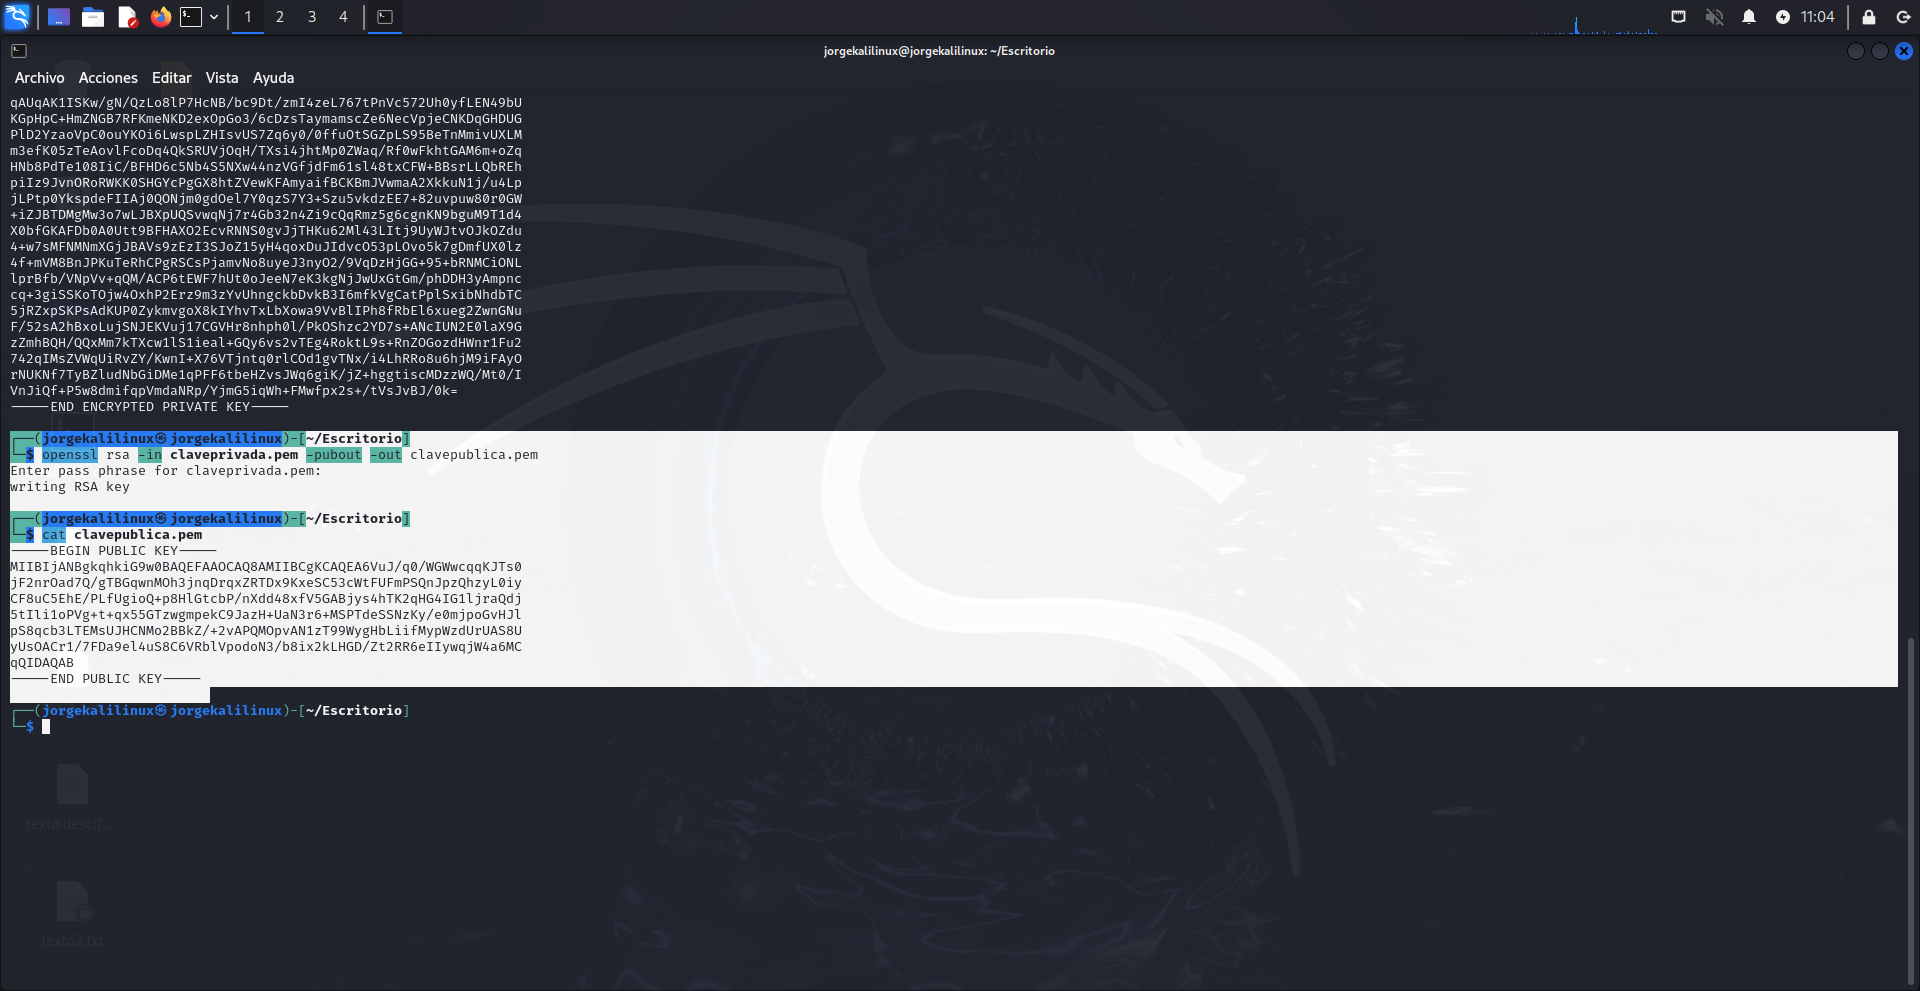 1 2 3 4
11:04
jorgekalilinux@jorgekalilinux: ~/Escritorio
Archivo Acciones Editar Vista Ayuda
qAUqAK1ISKw/gN/QzLo8lP7HcNB/bc9Dt/zmI4zeL767tPnVc572Uh0yfLEN49bU
KGpHpC+HmZNGB7RFKmeNKD2exOpGo3/6cDzsTaymamscZe6NecVpjeCNKDqGHDUG
PlD2YzaoVpC0ouYKOi6LwspLZHIsvUS7Zq6y0/0ffuOtSGZpLS95BeTnMmivUXLM
m3efK05zTeAovlFcoDq4QkSRUVjOqH/TXsi4jhtMp0ZWaq/Rf0wFkhtGAM6m+oZq
HNb8PdTe108IiC/BFHD6c5Nb4S5NXw44nzVGfjdFm61sl48txCFW+BBsrLLQbREh
piIz9JvnORoRWKK0SHGYcPgGX8htZVewKFAmyaifBCKBmJVwmaA2XkkuN1j/u4Lp
jLPtp0YkspdeFIIAj0QONjm0gdOel7Y0qzS7Y3+Szu5vkdzEE7+82uvpuw80r0GW
+iZJBTDMgMw3o7wLJBXpUQSvwqNj7r4Gb32n4Zi9cQqRmz5g6cgnKN9bguM9T1d4
X0bfGKAFDb0A0Utt9BFHAXO2EcvRNNS0gvJjTHKu62Ml43LItj9UyWJtvOJkOZdu
4+w7sMFNMNmXGjJBAVs9zEzI3SJoZ15yH4qoxDuJIdvcO53pLOvo5k7gDmfUX0lz
4f+mVM8BnJPKuTeRhCPgRSCsPjamvNo8uyeJ3nyO2/9VqDzHjGG+95+bRNMCiONL
lprBfb/VNpVv+qQM/ACP6tEWF7hUt0oJeeN7eK3kgNjJwUxGtGm/phDDH3yAmpnc
cq+3giSSKoTOjw4OxhP2Erz9m3zYvUhngckbDvkB3I6mfkVgCatPplSxibNhdbTC
5jRZxpSKPsAdKUP0ZykmvgoX8kIYhvTxLbXowa9VvBlIPh8fRbEl6xueg2ZwnGNu
F/52sA2hBxoLujSNJEKVuj17CGVHr8nhph0l/PkOShzc2YD7s+ANcIUN2E0laX9G
zZmhBQH/QQxMm7kTXcw1lS1ieal+GQy6vs2vTEg4RoktL9s+RnZOGozdHWnr1Fu2
742qIMsZVWqUiRvZY/KwnI+X76VTjntq0rlCOd1gvTNx/i4LhRRo8u6hjM9iFAyO
rNUKNf7TyBZludNbGiDMe1qPFF6tbeHZvsJWq6giK/jZ+hggtiscMDzzWQ/Mt0/I
VnJiQf+P5w8dmifqpVmdaNRp/YjmG5iqWh+FMwfpx2s+/tVsJvBJ/0k=
-----END ENCRYPTED PRIVATE KEY-----
┌──(jorgekalilinux㉿jorgekalilinux)-[~/Escritorio]
└─$ openssl rsa -in claveprivada.pem -pubout -out clavepublica.pem
Enter pass phrase for claveprivada.pem:
writing RSA key
┌──(jorgekalilinux㉿jorgekalilinux)-[~/Escritorio]
└─$ cat clavepublica.pem
-----BEGIN PUBLIC KEY-----
MIIBIjANBgkqhkiG9w0BAQEFAAOCAQ8AMIIBCgKCAQEA6VuJ/q0/WGWwcqqKJTs0
jF2nrOad7Q/gTBGqwnMOh3jnqDrqxZRTDx9KxeSC53cWtFUFmPSQnJpzQhzyL0iy
CF8uC5EhE/PLfUgioQ+p8HlGtcbP/nXdd48xfV5GABjys4hTK2qHG4IG1ljraQdj
5tIli1oPVg+t+qx55GTzwgmpekC9JazH+UaN3r6+MSPTdeSSNzKy/e0mjpoGvHJl
pS8qcb3LTEMsUJHCNMo2BBkZ/+2vAPQMOpvAN1zT99WygHbLiifMypWzdUrUAS8U
yUsOACr1/7FDa9el4uS8C6VRblVpodoN3/b8ix2kLHGD/Zt2RR6eIIywqjW4a6MC
qQIDAQAB
-----END PUBLIC KEY-----
┌──(jorgekalilinux㉿jorgekalilinux)-[~/Escritorio]
└─$
texto.descif...
texto2.txt